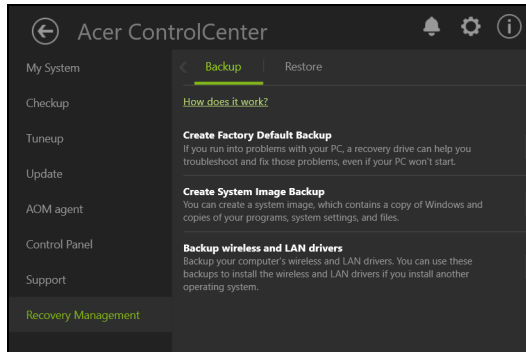 Acer ControlCenter
My System
Checkup
Tuneup
Update
AOM agent
Control Panel
Support
Recovery Management
Backup
Restore
How does it work?
Create Factory Default Backup
If you run into problems with your PC, a recovery drive can help you
troubleshoot and fix those problems, even if your PC won't start.
Create System Image Backup
You can create a system image, which contains a copy of Windows and
copies of your programs, system settings, and files.
Backup wireless and LAN drivers
Backup your computer's wireless and LAN drivers. You can use these
backups to install the wireless and LAN drivers if you install another
operating system.